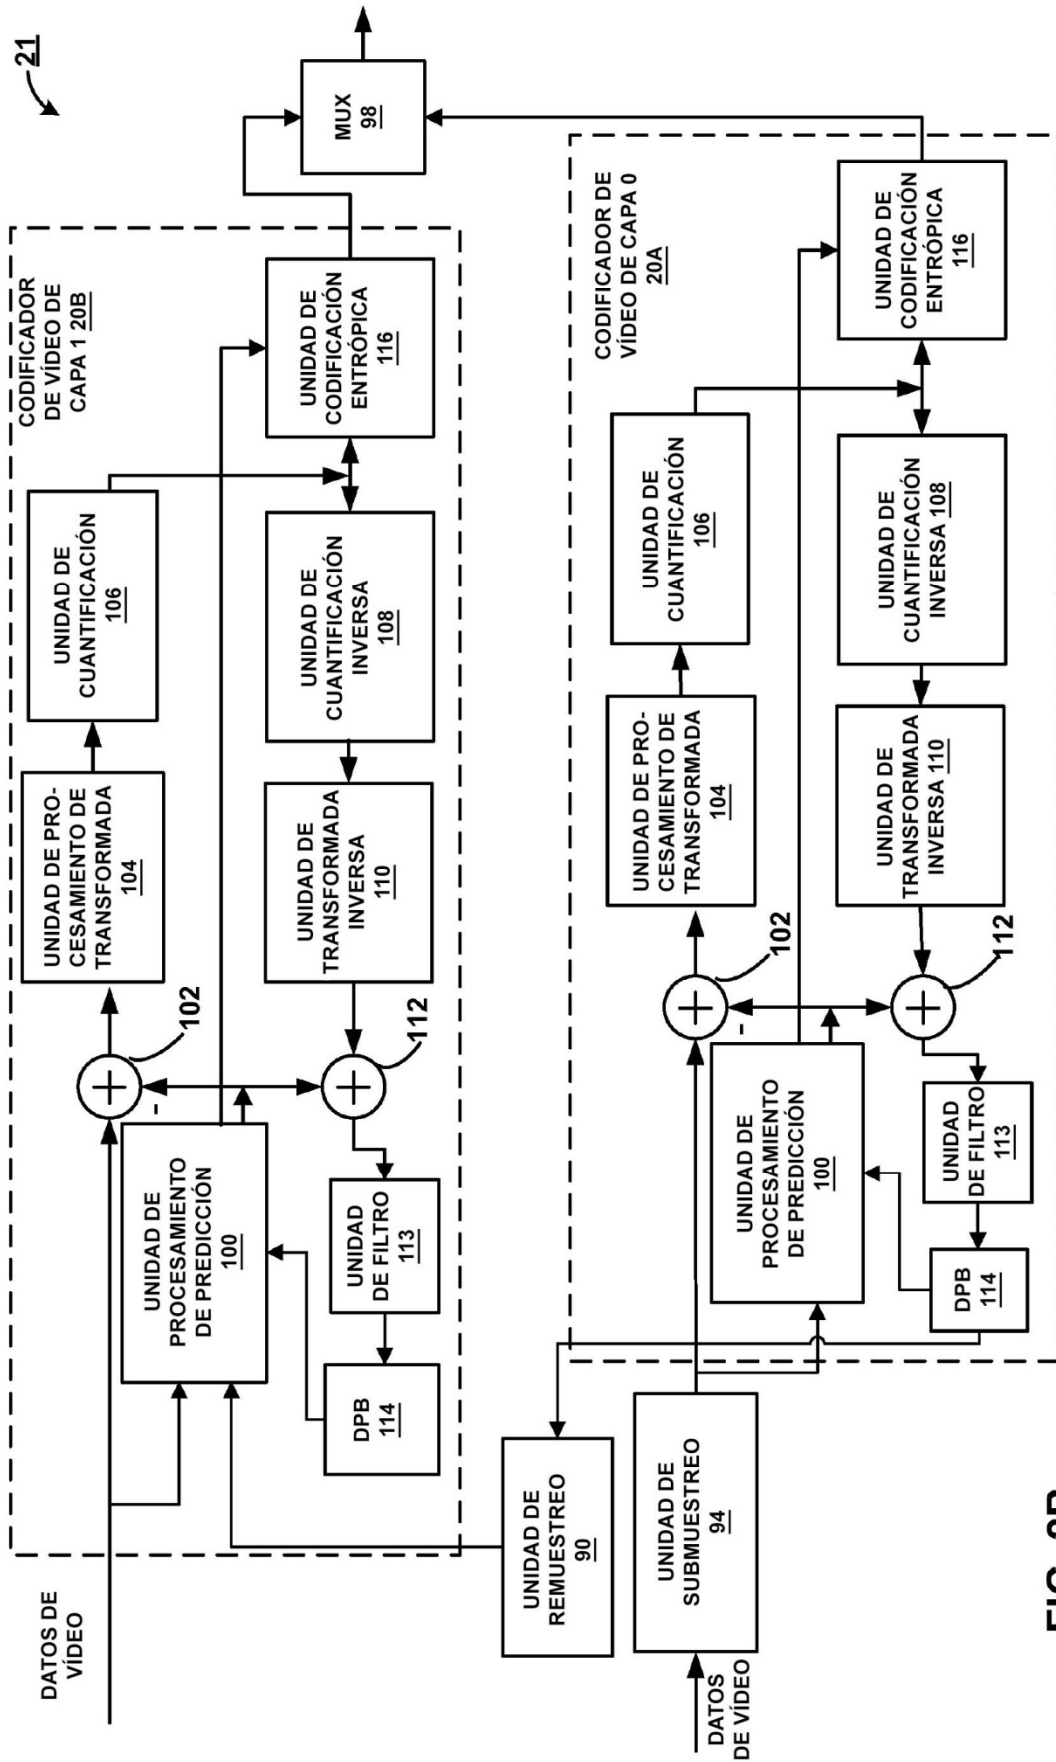 21
DATOS DE
VÍDEO
CODIFICADOR
DE VÍDEO DE
CAPA 1 20B
102
-
UNIDAD DE PRO-
CESAMIENTO DE
TRANSFORMADA
104
UNIDAD DE
CUANTIFICACIÓN
106
UNIDAD DE
PROCESAMIENTO
DE PREDICCIÓN
100
112
UNIDAD DE
TRANSFORMADA
INVERSA
110
UNIDAD DE
CUANTIFICACIÓN
INVERSA
108
UNIDAD DE
CODIFICACIÓN
ENTRÓPICA
116
MUX
98
DPB
114
UNIDAD
DE FILTRO
113
UNIDAD DE
REMUESTREO
90
CODIFICADOR DE
VÍDEO DE CAPA 0
20A
DATOS
DE VÍDEO
UNIDAD DE
SUBMUESTREO
94
102
-
UNIDAD DE PRO-
CESAMIENTO DE
TRANSFORMADA
104
UNIDAD DE
CUANTIFICACIÓN
106
UNIDAD DE
PROCESAMIENTO
DE PREDICCIÓN
100
112
UNIDAD DE
TRANSFORMADA
INVERSA 110
UNIDAD DE
CUANTIFICACIÓN
INVERSA 108
UNIDAD DE
CODIFICACIÓN
ENTRÓPICA
116
DPB
114
UNIDAD
DE FILTRO
113
FIG.